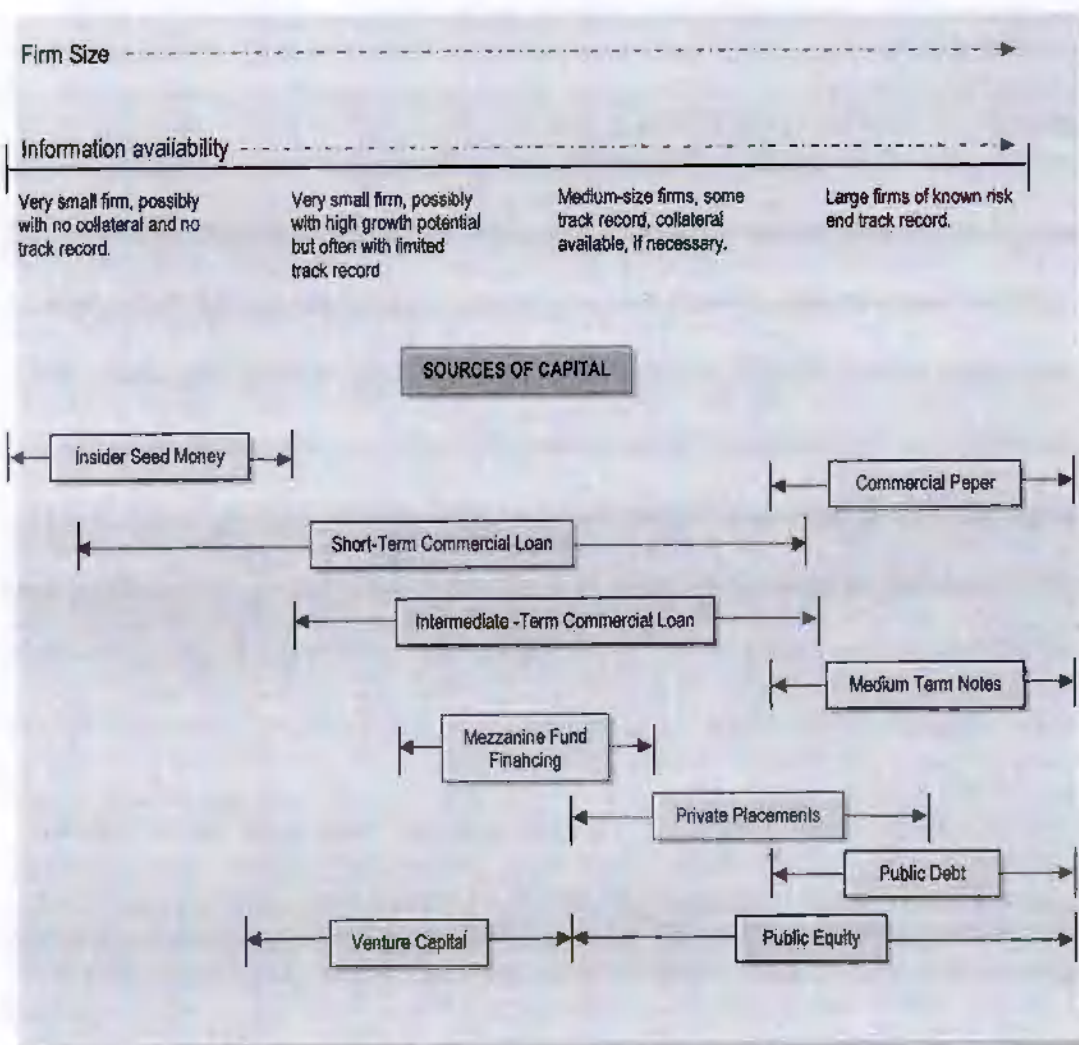 Firm Size
Information availability
Very small firm, possibly
with no collateral and no
track record.
Very small firm, possibly
with high growth potential
but often with limited
track record
Medium-size firms, some
track record, collateral
available, if necessary.
Large firms of known risk
end track record.
SOURCES OF CAPITAL
Insider Seed Money
Commercial Peper
Short-Term Commercial Loan
Intermediate -Term Commercial Loan
Medium Term Notes
Mezzanine Fund
Financing
Private Placements
Public Debt
Venture Capital
Public Equity